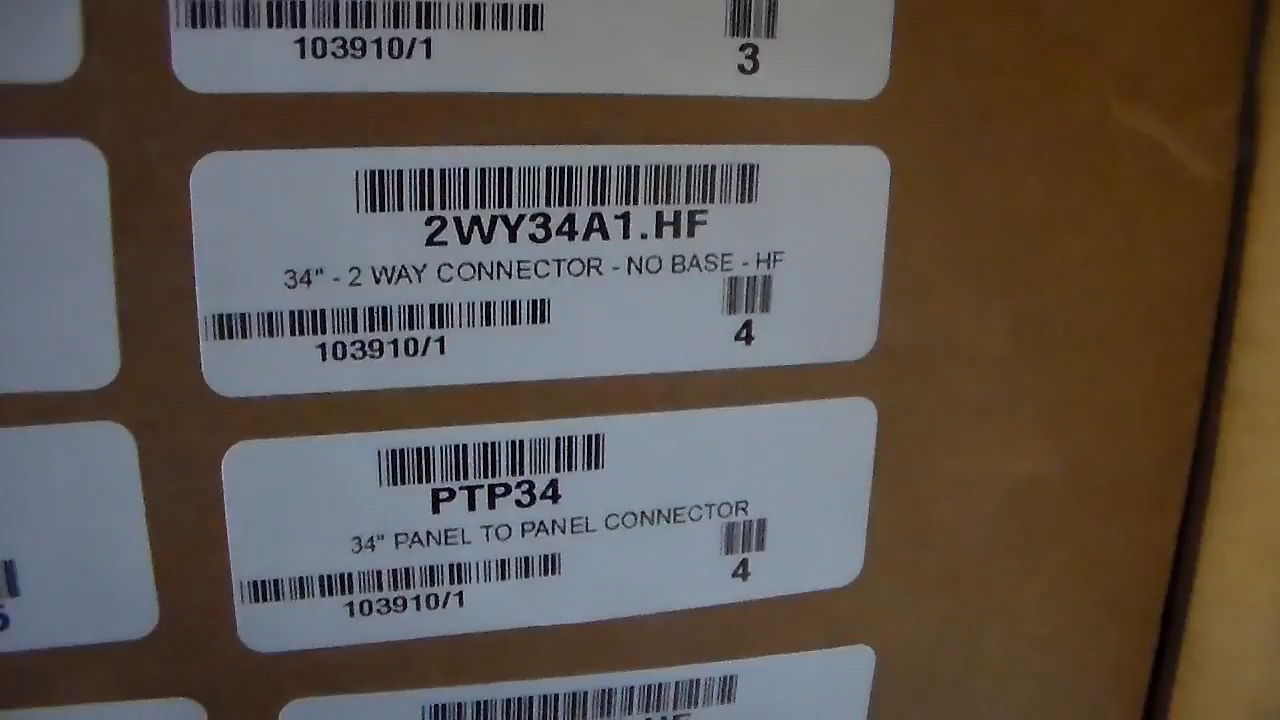 103910/1
3
2WY34A1.HF
34" - 2 WAY CONNECTOR - NO BASE - HF
103910/1
4
PTP34
34" PANEL TO PANEL CONNECTOR
103910/1
4